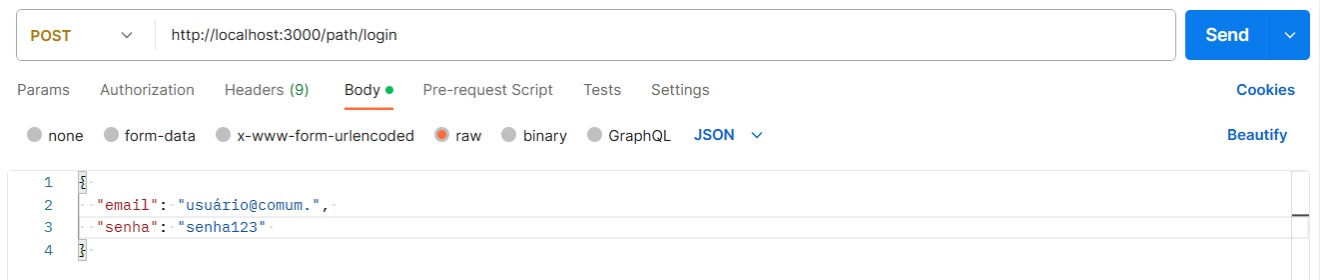 POST http://localhost:3000/path/login Send
Params Authorization Headers (9) Body Pre-request Script Tests Settings Cookies
none form-data x-www-form-urlencoded raw binary GraphQL JSON Beautify
1 {
2 "email": "usuário@comum.",
3 "senha": "senha123"
4 }